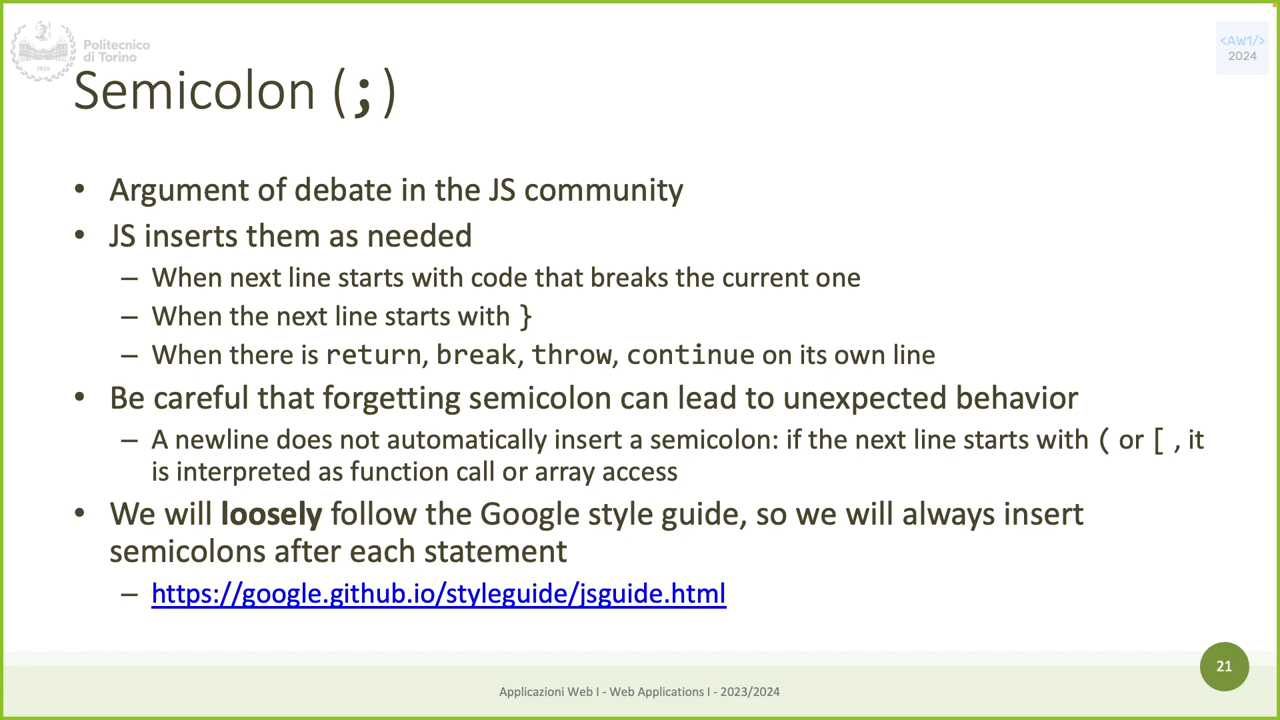 Politecnico
di Torino
1859
<AW1/>
2024
Semicolon (;)
• Argument of debate in the JS community
• JS inserts them as needed
– When next line starts with code that breaks the current one
– When the next line starts with }
– When there is return, break, throw, continue on its own line
• Be careful that forgetting semicolon can lead to unexpected behavior
– A newline does not automatically insert a semicolon: if the next line starts with ( or [ , it
is interpreted as function call or array access
• We will loosely follow the Google style guide, so we will always insert
semicolons after each statement
– https://google.github.io/styleguide/jsguide.html
21
Applicazioni Web I - Web Applications I - 2023/2024